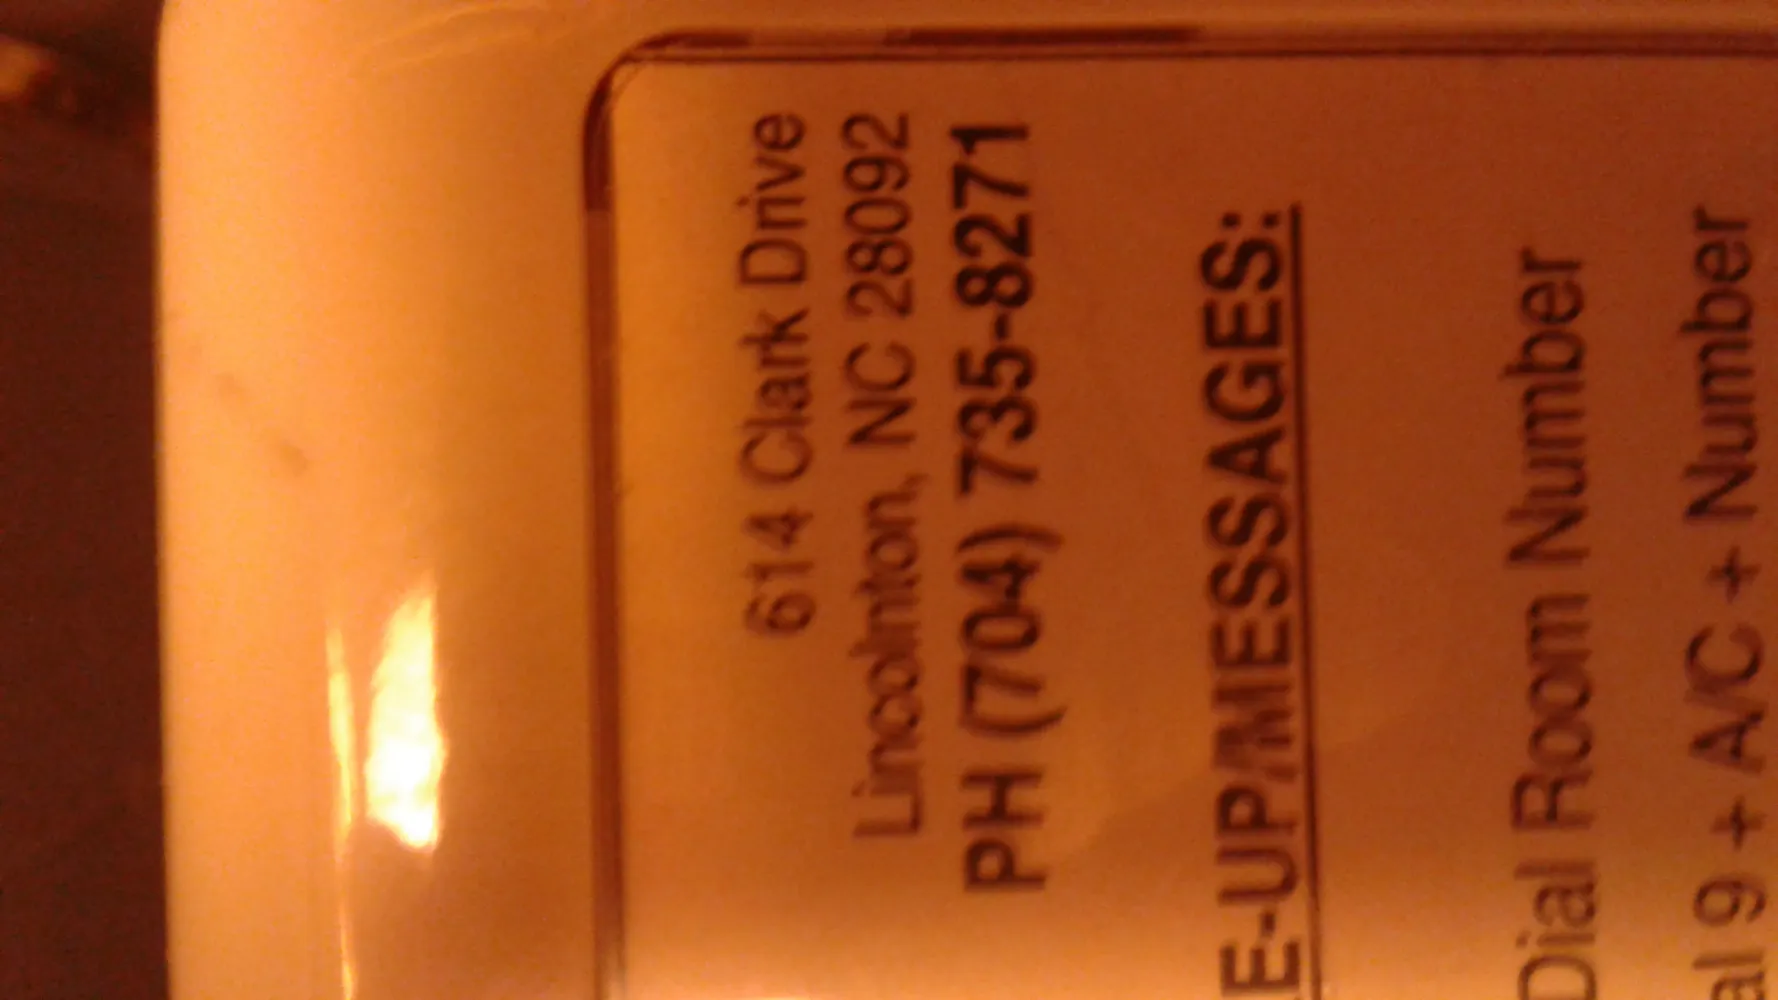 614 Clark Drive
Lincolnton, NC 28092
PH (704) 735-8271
E-UP/MESSAGES:
Dial Room Number
al 9 + A/C + Number